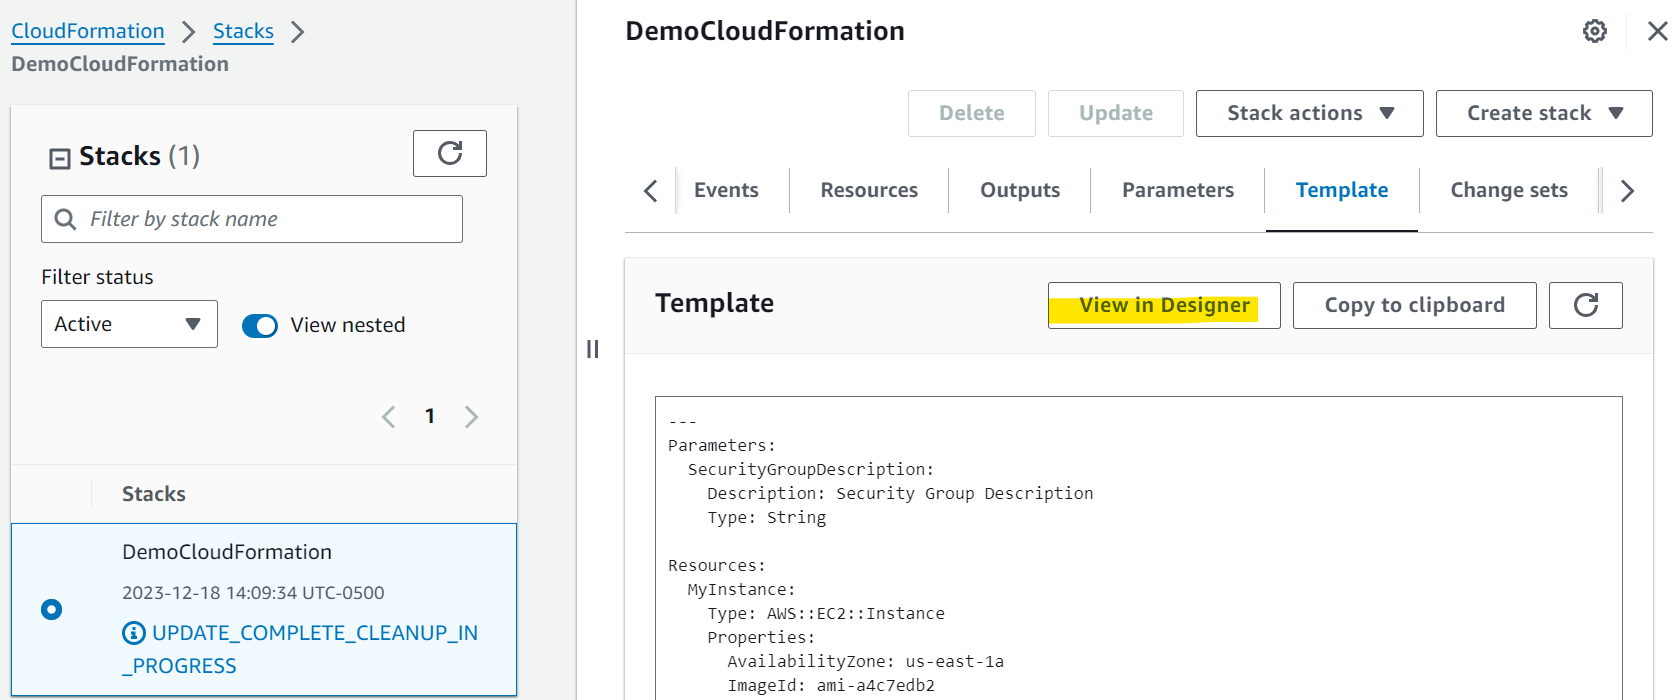 CloudFormation > Stacks >
DemoCloudFormation
Stacks (1)
Filter by stack name
Filter status
Active
View nested
1
Stacks
DemoCloudFormation
2023-12-18 14:09:34 UTC-0500
UPDATE_COMPLETE_CLEANUP_IN
_PROGRESS
DemoCloudFormation
Delete Update Stack actions Create stack
Events Resources Outputs Parameters Template Change sets
Template
View in Designer Copy to clipboard
---
Parameters:
  SecurityGroupDescription:
    Description: Security Group Description
    Type: String
Resources:
  MyInstance:
    Type: AWS::EC2::Instance
    Properties:
      AvailabilityZone: us-east-1a
      ImageId: ami-a4c7edb2